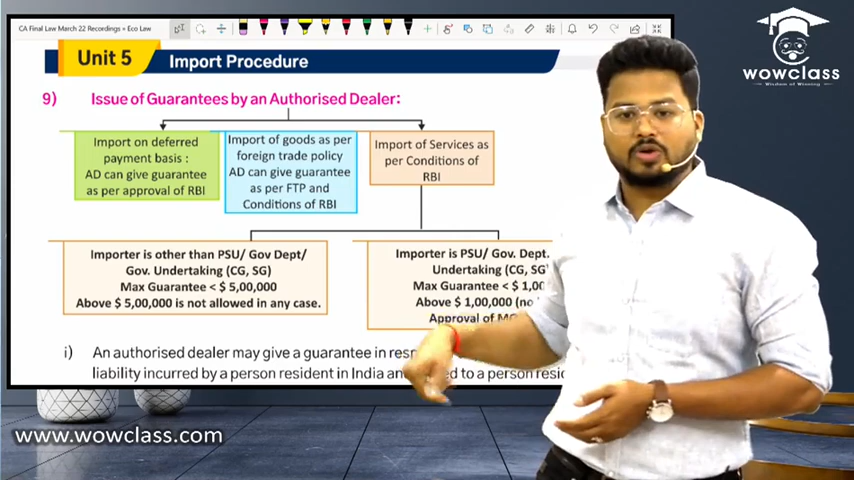 CA Final Law March 22 Recordings » Eco Law
Unit 5
Import Procedure
wowclass
Wisdom of Winning
9) Issue of Guarantees by an Authorised Dealer:
Import on deferred
payment basis :
AD can give guarantee
as per approval of RBI
Import of goods as per
foreign trade policy
AD can give guarantee
as per FTP and
Conditions of RBI
Import of Services as
per Conditions of
RBI
Importer is other than PSU/ Gov Dept/
Gov. Undertaking (CG, SG)
Max Guarantee < $ 5,00,000
Above $ 5,00,000 is not allowed in any case.
Importer is PSU/ Gov. Dept.
Undertaking (CG, SG)
Max Guarantee < $ 1,00
Above $ 1,00,000 (no
Approval of
i) An authorised dealer may give a guarantee in
liability incurred by a person resident in India
to a person
www.wowclass.com